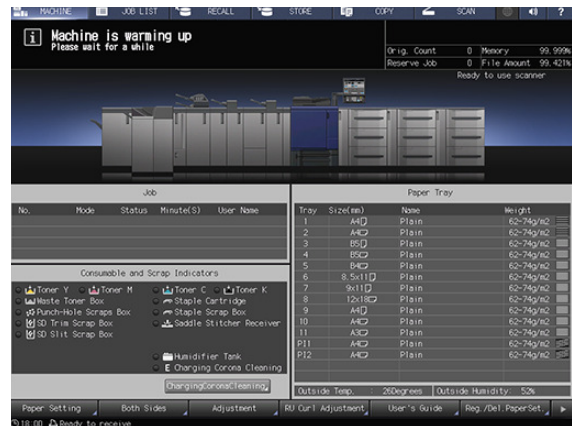 MACHINE JOB LIST RECALL STORE COPY SCAN ?
i Machine is warming up
Please wait for a while
Orig. Count 0 Memory 99.999%
Reserve Job 0 File Amount 99.421%
Ready to use scanner
Job
No. Mode Status Minute(S) User Name
Consumable and Scrap Indicators
Toner Y Toner M Toner C Toner K
Waste Toner Box Staple Cartridge
Punch-Hole Scraps Box Staple Scrap Box
SD Trim Scrap Box Saddle Stitcher Receiver
SD Slit Scrap Box
Humidifier Tank
E Charging Corona Cleaning
ChargingCoronaCleaning
Paper Tray
Tray Size(mm) Name Weight
1 A4 Plain 62-74g/m2
2 A4 Plain 62-74g/m2
3 B5 Plain 62-74g/m2
4 B5 Plain 62-74g/m2
5 B4 Plain 62-74g/m2
6 8.5x11 Plain 62-74g/m2
7 9x11 Plain 62-74g/m2
8 12x18 Plain 62-74g/m2
9 A4 Plain 62-74g/m2
10 A4 Plain 62-74g/m2
11 A3 Plain 62-74g/m2
PI1 A4 Plain 62-74g/m2
PI2 A4 Plain 62-74g/m2
Outside Temp. : 26Degrees Outside Humidity: 52%
Paper Setting Both Sides Adjustment RU Curl Adjustment User's Guide Reg./Del.PaperSet.
18:00 Ready to receive